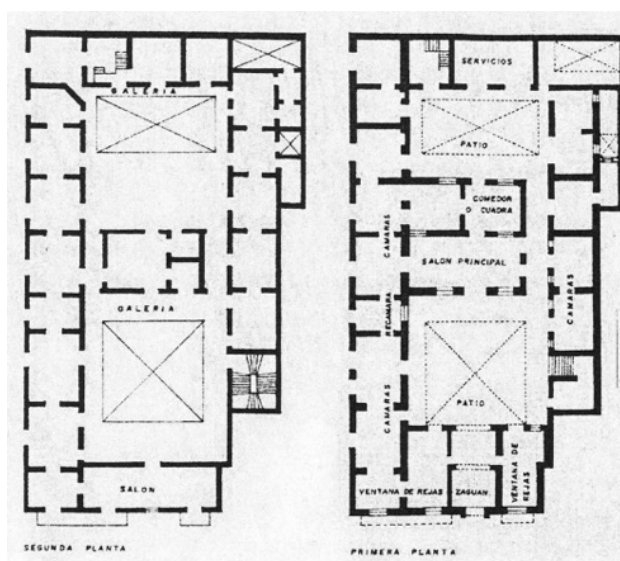 GALERIA
GALERIA
SALON
SEGUNDA PLANTA
SERVICIOS
PATIO
COMEDOR
O CUADRA
CAMARAS
SALON PRINCIPAL
RECAMARA
CAMARAS
CAMARAS
PATIO
VENTANA DE REJAS
ZAGUAN
VENTANA DE
REJAS
PRIMERA PLANTA